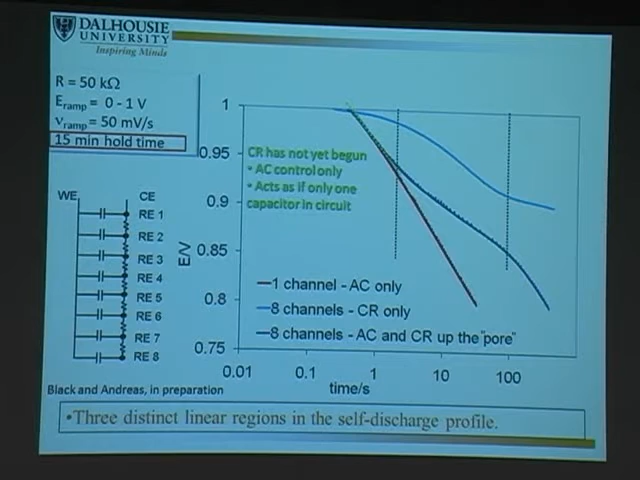 DALHOUSIE
UNIVERSITY
Inspiring Minds
R = 50 kΩ
Eramp = 0 - 1 V
νramp = 50 mV/s
15 min hold time
WE
CE
RE 1
RE 2
RE 3
RE 4
RE 5
RE 6
RE 7
RE 8
1
0.95
0.9
0.85
0.8
0.75
E/V
CR has not yet begun
• AC control only
• Acts as if only one
capacitor in circuit
1 channel - AC only
8 channels - CR only
8 channels - AC and CR up the "pore"
0.01
0.1
1
10
100
time/s
Black and Andreas, in preparation
•Three distinct linear regions in the self-discharge profile.